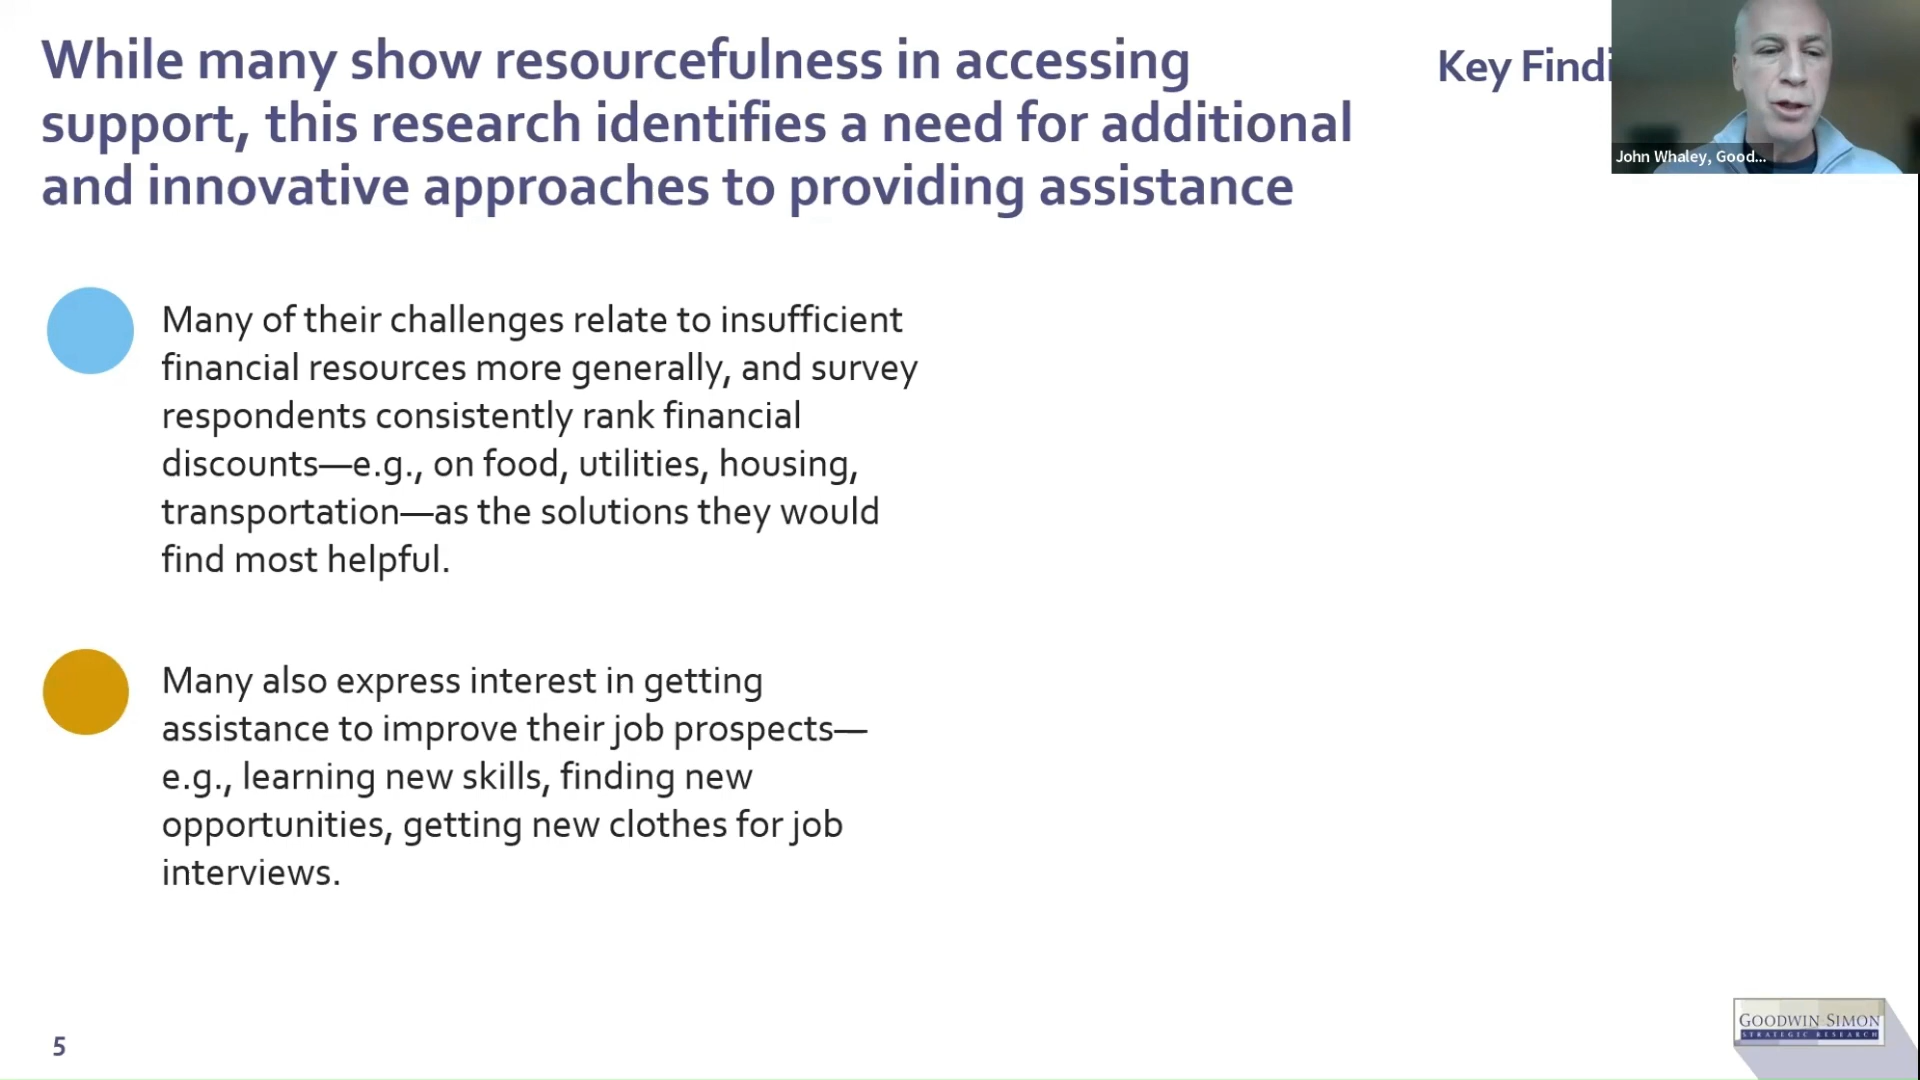 While many show resourcefulness in accessing
support, this research identifies a need for additional
and innovative approaches to providing assistance
Key Findi
John Whaley, Good...
Many of their challenges relate to insufficient
financial resources more generally, and survey
respondents consistently rank financial
discounts—e.g., on food, utilities, housing,
transportation—as the solutions they would
find most helpful.
Many also express interest in getting
assistance to improve their job prospects—
e.g., learning new skills, finding new
opportunities, getting new clothes for job
interviews.
5
GOODWIN SIMON
STRATEGIC RESEARCH